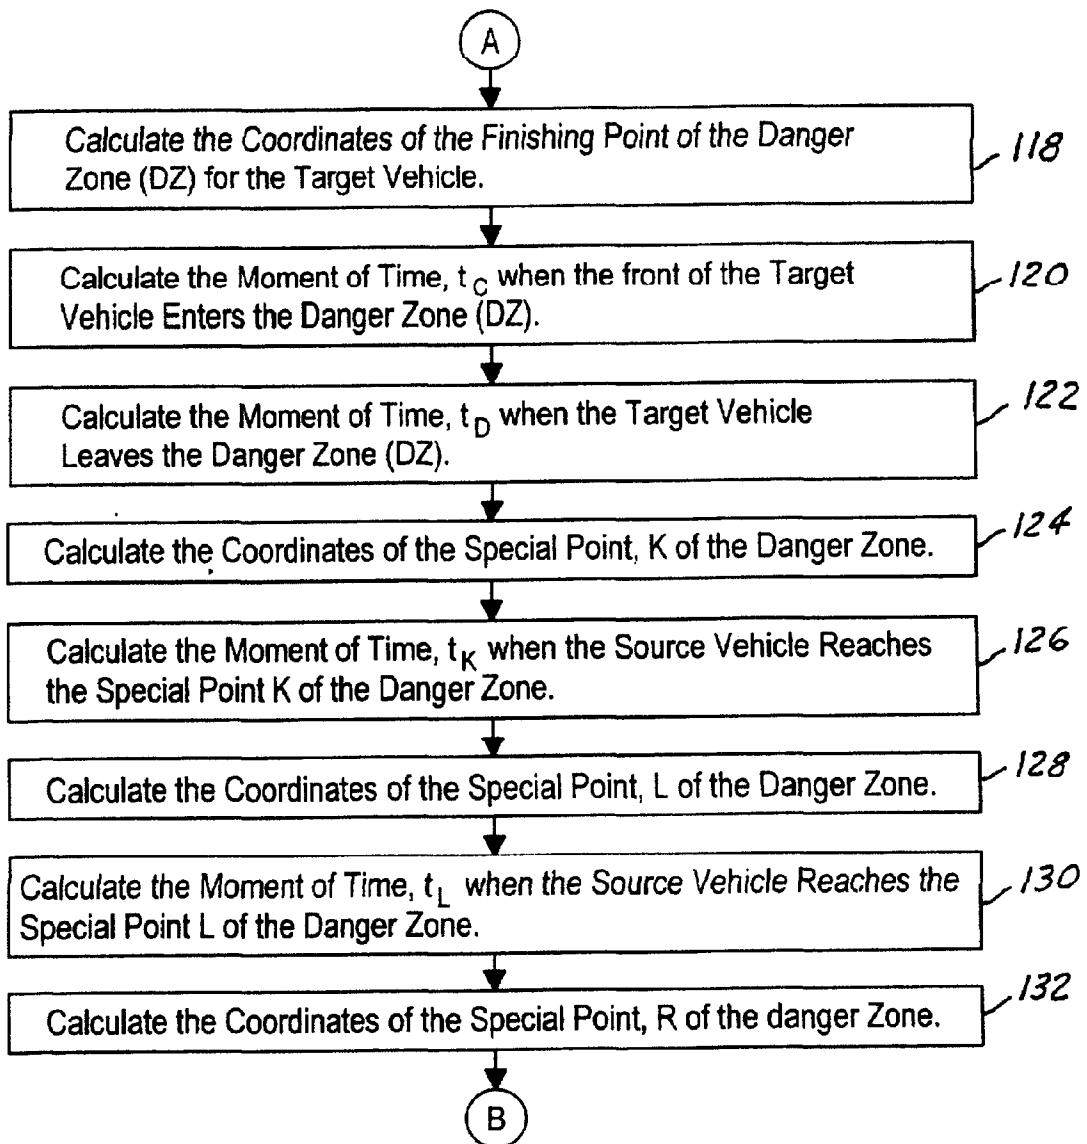 A
Calculate the Coordinates of the Finishing Point of the Danger
Zone (DZ) for the Target Vehicle.
118
Calculate the Moment of Time, t_C when the front of the Target
Vehicle Enters the Danger Zone (DZ).
120
Calculate the Moment of Time, t_D when the Target Vehicle
Leaves the Danger Zone (DZ).
122
Calculate the Coordinates of the Special Point, K of the Danger Zone.
124
Calculate the Moment of Time, t_K when the Source Vehicle Reaches
the Special Point K of the Danger Zone.
126
Calculate the Coordinates of the Special Point, L of the Danger Zone.
128
Calculate the Moment of Time, t_L when the Source Vehicle Reaches the
Special Point L of the Danger Zone.
130
Calculate the Coordinates of the Special Point, R of the danger Zone.
132
B